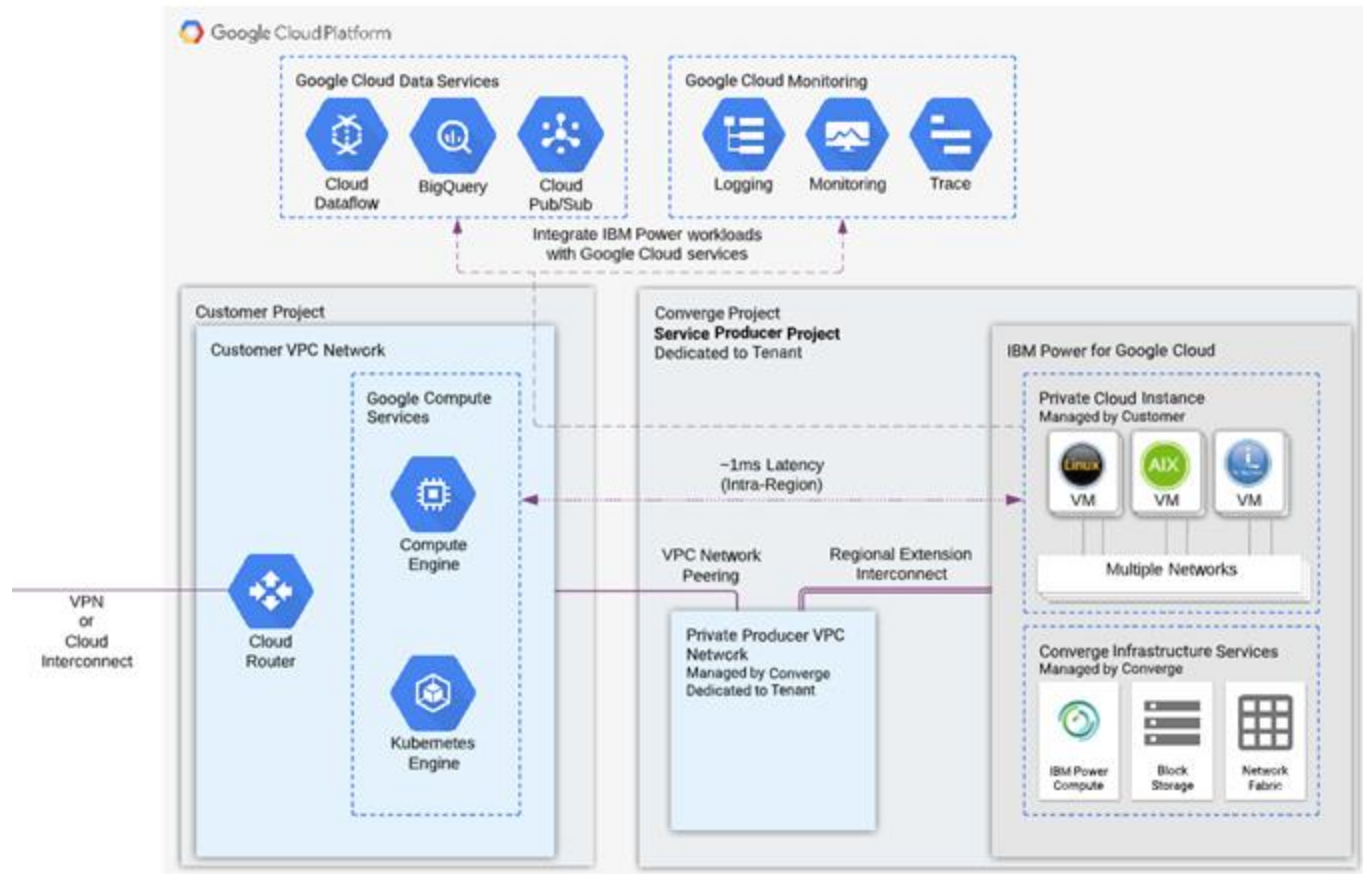 Google Cloud Platform
Google Cloud Data Services
Cloud
Dataflow
BigQuery
Cloud
Pub/Sub
Google Cloud Monitoring
Logging
Monitoring
Trace
Integrate IBM Power workloads
with Google Cloud services
Customer Project
Customer VPC Network
Google Compute
Services
Compute
Engine
Kubernetes
Engine
VPN
or
Cloud
Interconnect
Cloud
Router
Converge Project
Service Producer Project
Dedicated to Tenant
~1ms Latency
(Intra-Region)
VPC Network
Peering
Regional Extension
Interconnect
Private Producer VPC
Network
Managed by Converge
Dedicated to Tenant
IBM Power for Google Cloud
Private Cloud Instance
Managed by Customer
Linux
VM
AIX
VM
i
VM
Multiple Networks
Converge Infrastructure Services
Managed by Converge
IBM Power
Compute
Block
Storage
Network
Fabric